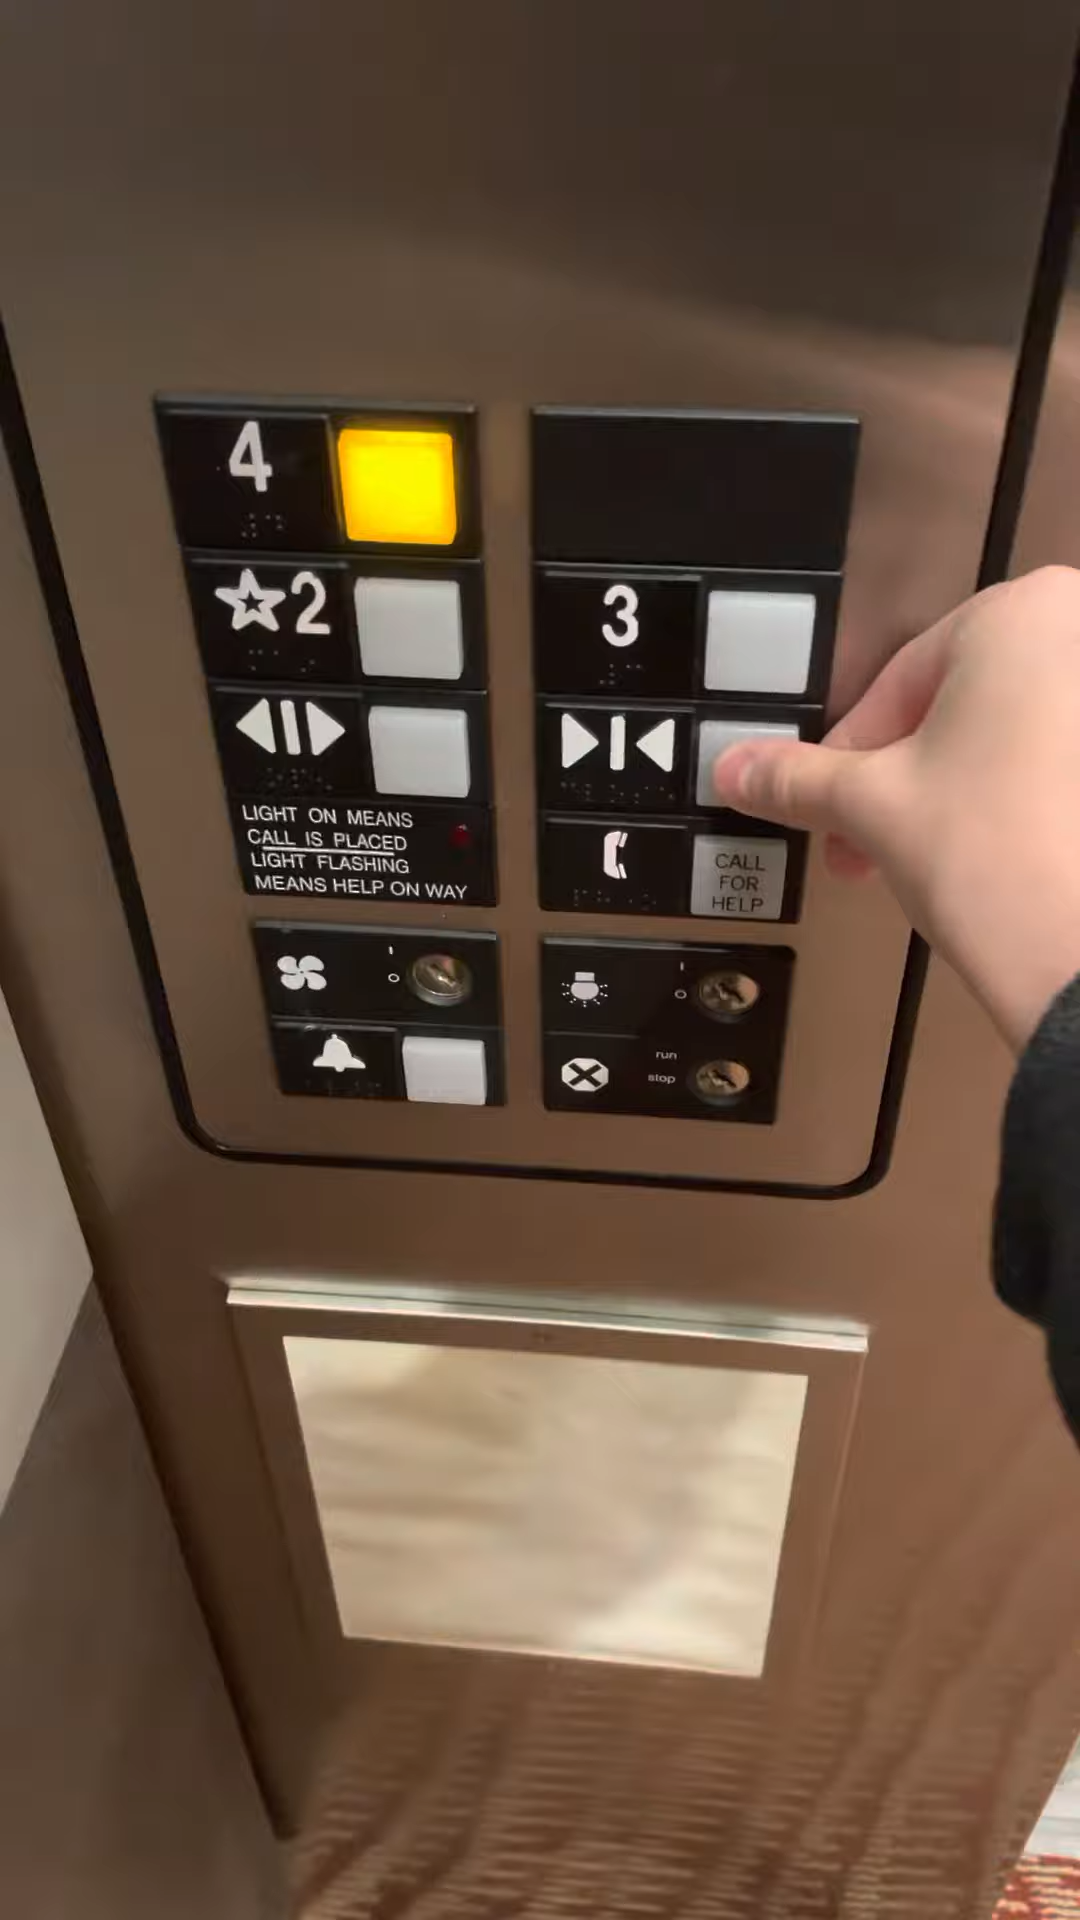 4
☆2
3
LIGHT ON MEANS
CALL IS PLACED
LIGHT FLASHING
MEANS HELP ON WAY
CALL
FOR
HELP
I
O
I
O
run
stop